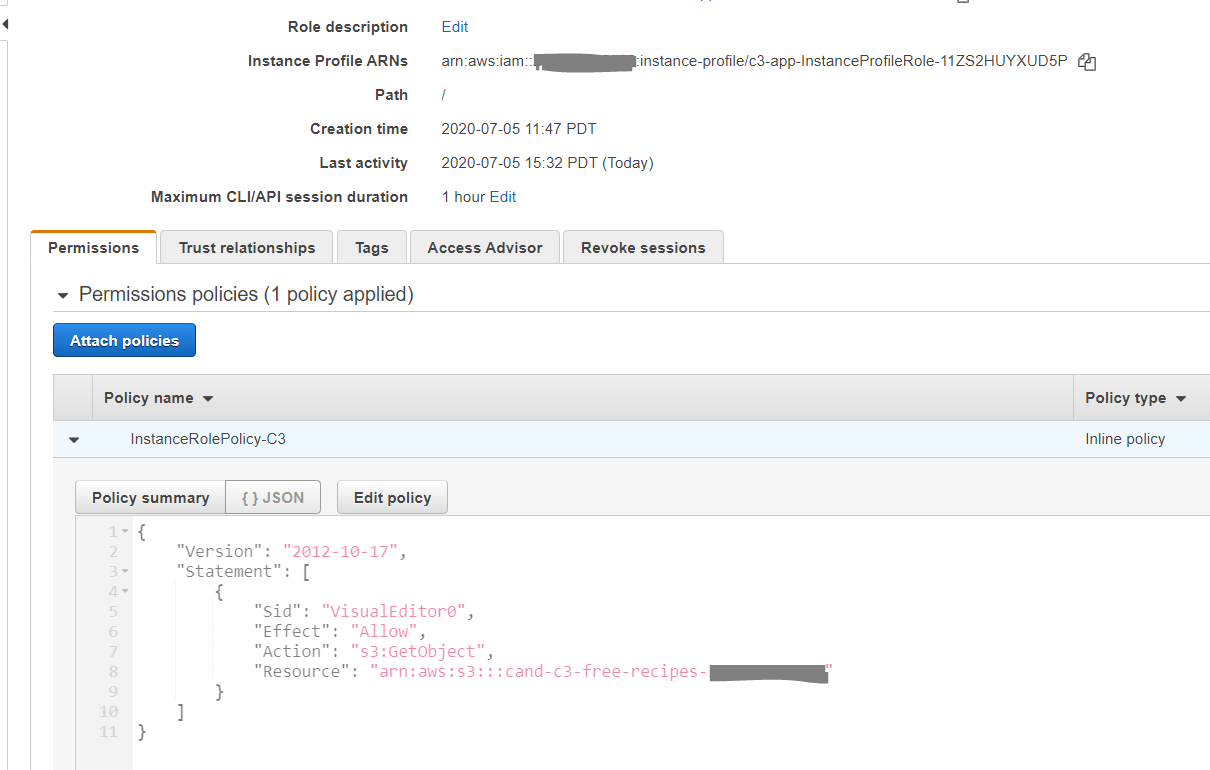 Role description Edit
Instance Profile ARNs arn:aws:iam:: :instance-profile/c3-app-InstanceProfileRole-11ZS2HUYXUD5P
Path /
Creation time 2020-07-05 11:47 PDT
Last activity 2020-07-05 15:32 PDT (Today)
Maximum CLI/API session duration 1 hour Edit
Permissions Trust relationships Tags Access Advisor Revoke sessions
Permissions policies (1 policy applied)
Attach policies
Policy name Policy type
InstanceRolePolicy-C3 Inline policy
Policy summary { } JSON Edit policy
1 {
2 "Version": "2012-10-17",
3 "Statement": [
4 {
5 "Sid": "VisualEditor0",
6 "Effect": "Allow",
7 "Action": "s3:GetObject",
8 "Resource": "arn:aws:s3:::cand-c3-free-recipes- "
9 }
10 ]
11 }